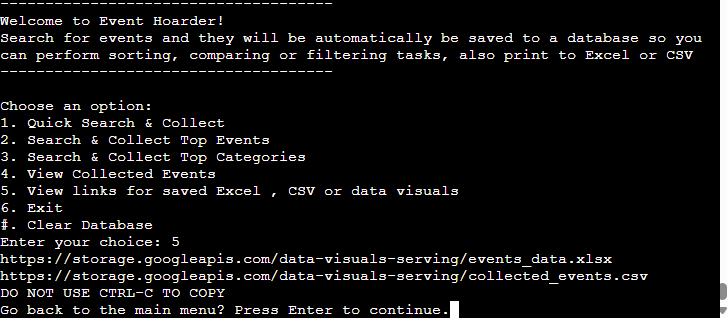 -------------------------------------
Welcome to Event Hoarder!
Search for events and they will be automatically be saved to a database so you
can perform sorting, comparing or filtering tasks, also print to Excel or CSV
-------------------------------------
Choose an option:
1. Quick Search & Collect
2. Search & Collect Top Events
3. Search & Collect Top Categories
4. View Collected Events
5. View links for saved Excel , CSV or data visuals
6. Exit
#. Clear Database
Enter your choice: 5
https://storage.googleapis.com/data-visuals-serving/events_data.xlsx
https://storage.googleapis.com/data-visuals-serving/collected_events.csv
DO NOT USE CTRL-C TO COPY
Go back to the main menu? Press Enter to continue.